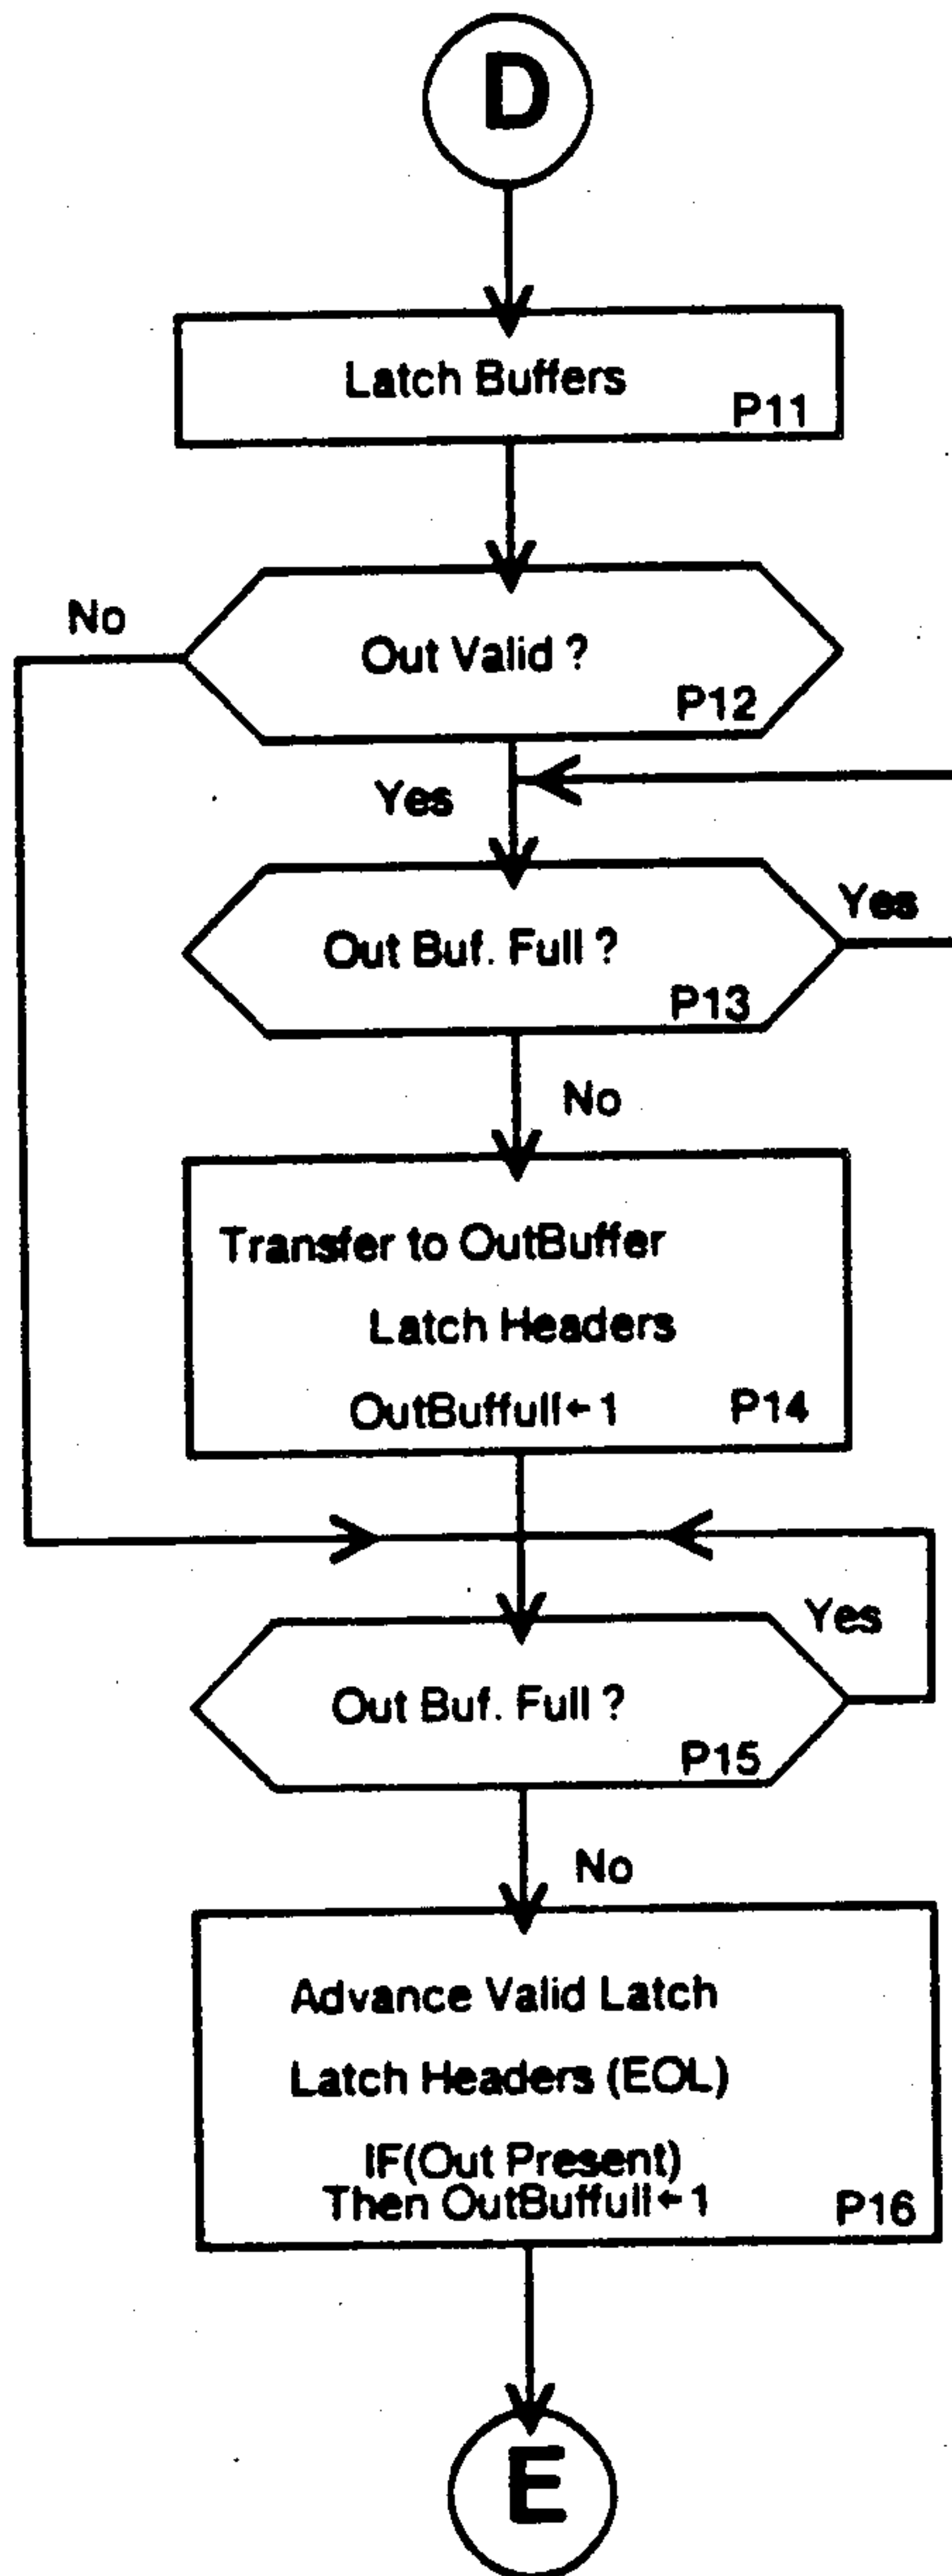 D
Latch Buffers
P11
No
Out Valid ?
P12
Yes
Out Buf. Full ?
Yes
P13
No
Transfer to OutBuffer
Latch Headers
OutBuffull←1
P14
Yes
Out Buf. Full ?
P15
No
Advance Valid Latch
Latch Headers (EOL)
IF(Out Present)
Then OutBuffull←1
P16
E